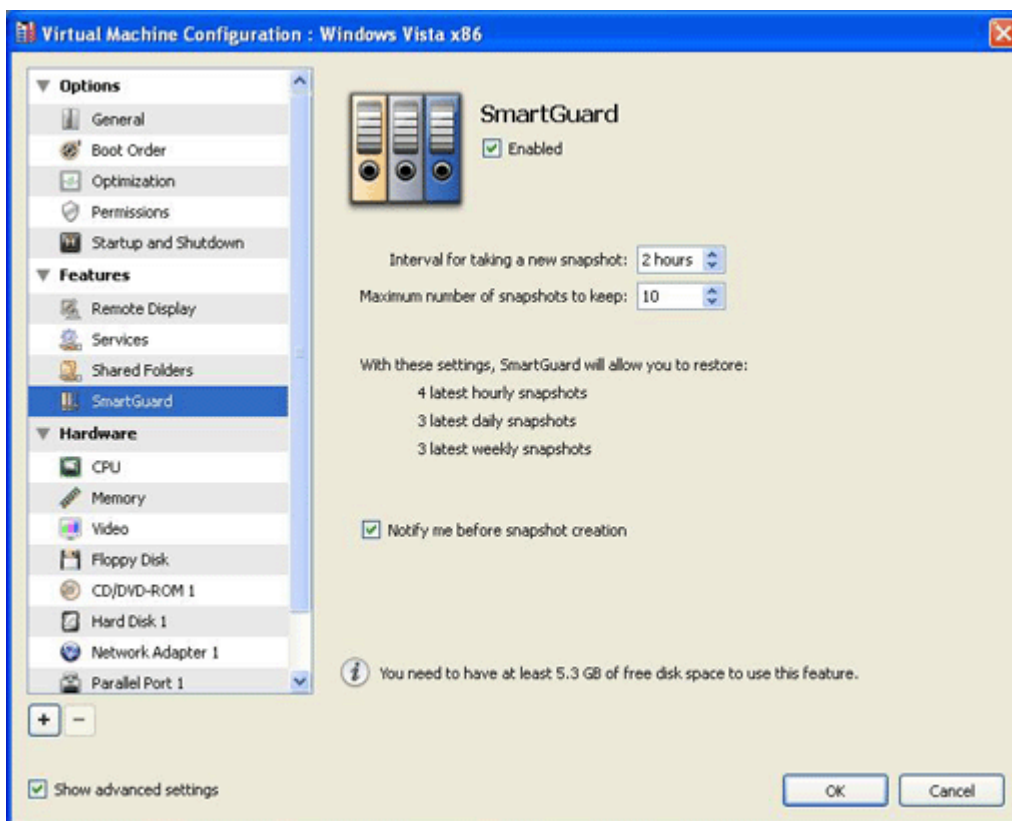 Virtual Machine Configuration : Windows Vista x86
Options
General
Boot Order
Optimization
Permissions
Startup and Shutdown
Features
Remote Display
Services
Shared Folders
SmartGuard
Hardware
CPU
Memory
Video
Floppy Disk
CD/DVD-ROM 1
Hard Disk 1
Network Adapter 1
Parallel Port 1
SmartGuard
Enabled
Interval for taking a new snapshot: 2 hours
Maximum number of snapshots to keep: 10
With these settings, SmartGuard will allow you to restore:
4 latest hourly snapshots
3 latest daily snapshots
3 latest weekly snapshots
Notify me before snapshot creation
You need to have at least 5.3 GB of free disk space to use this feature.
Show advanced settings
OK Cancel